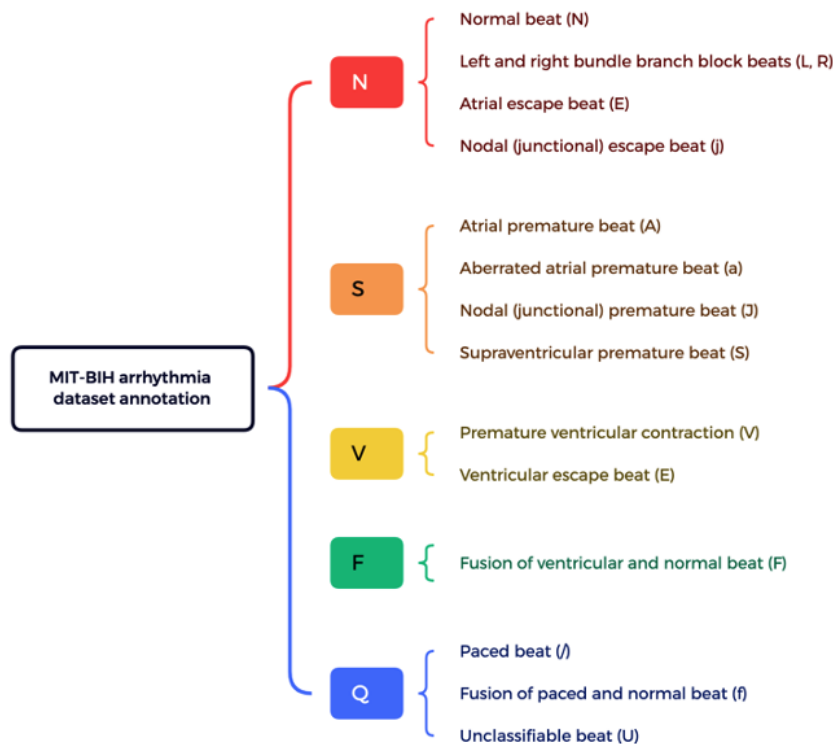 MIT-BIH arrhythmia
dataset annotation
N
Normal beat (N)
Left and right bundle branch block beats (L, R)
Atrial escape beat (E)
Nodal (junctional) escape beat (j)
S
Atrial premature beat (A)
Aberrated atrial premature beat (a)
Nodal (junctional) premature beat (J)
Supraventricular premature beat (S)
V
Premature ventricular contraction (V)
Ventricular escape beat (E)
F
Fusion of ventricular and normal beat (F)
Q
Paced beat (/)
Fusion of paced and normal beat (f)
Unclassifiable beat (U)